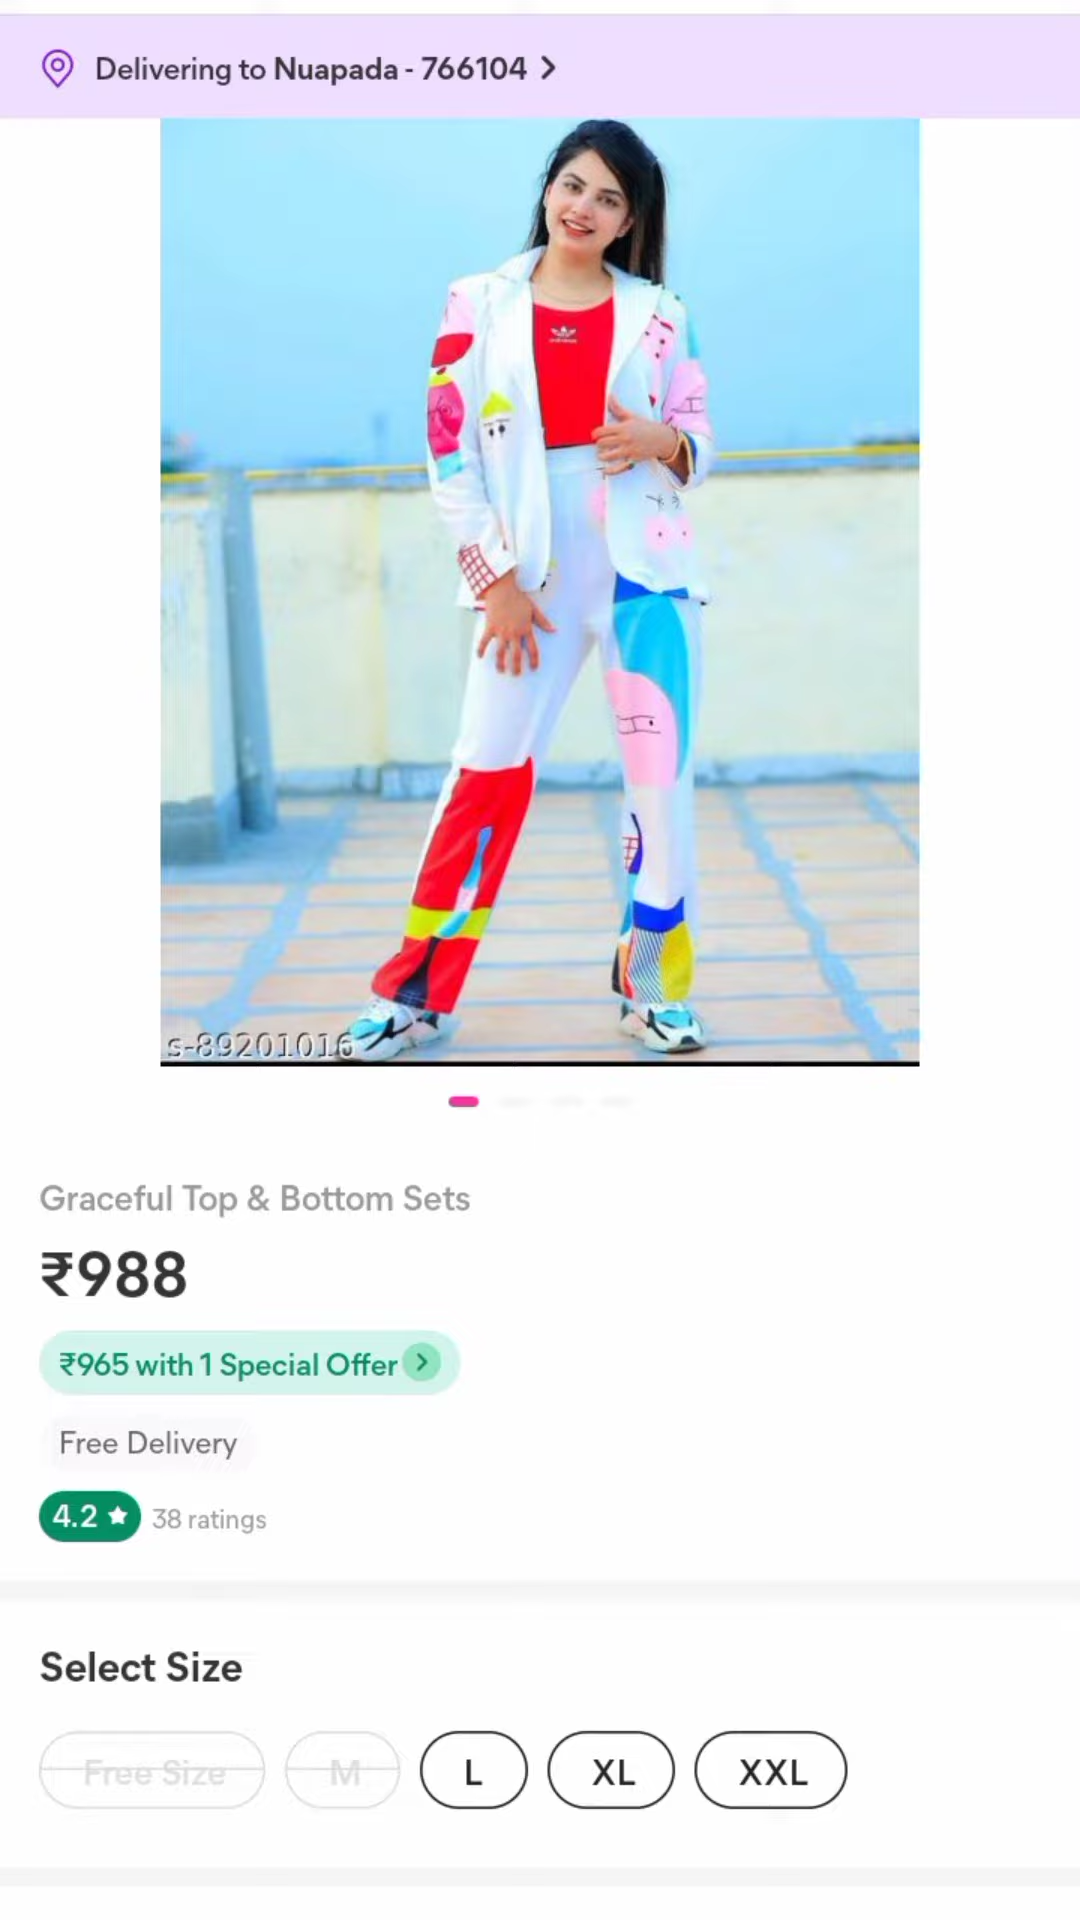 Delivering to Nuapada - 766104
s-89201016
Graceful Top & Bottom Sets
₹988
₹965 with 1 Special Offer
Free Delivery
4.2 ★ 38 ratings
Select Size
Free Size M L XL XXL